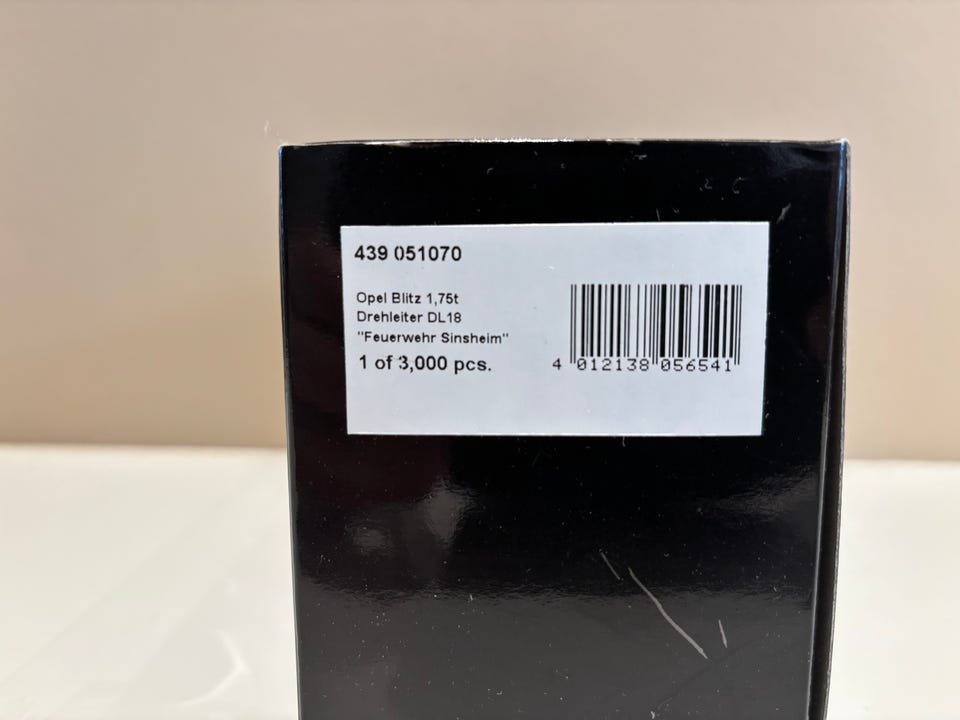 439 051070
Opel Blitz 1,75t
Drehleiter DL18
"Feuerwehr Sinsheim"
1 of 3,000 pcs.
4 012138 056541